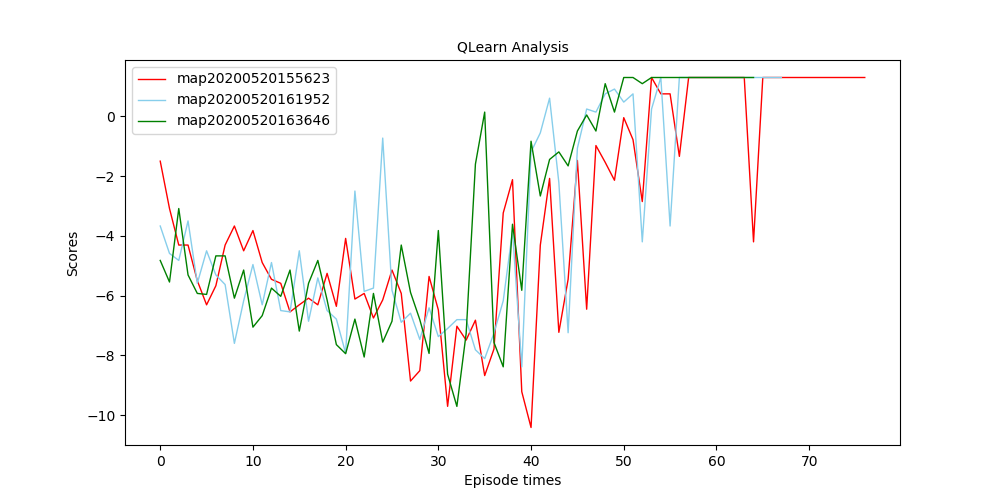 QLearn Analysis
map20200520155623
map20200520161952
map20200520163646
Scores
0
−2
−4
−6
−8
−10
0 10 20 30 40 50 60 70
Episode times